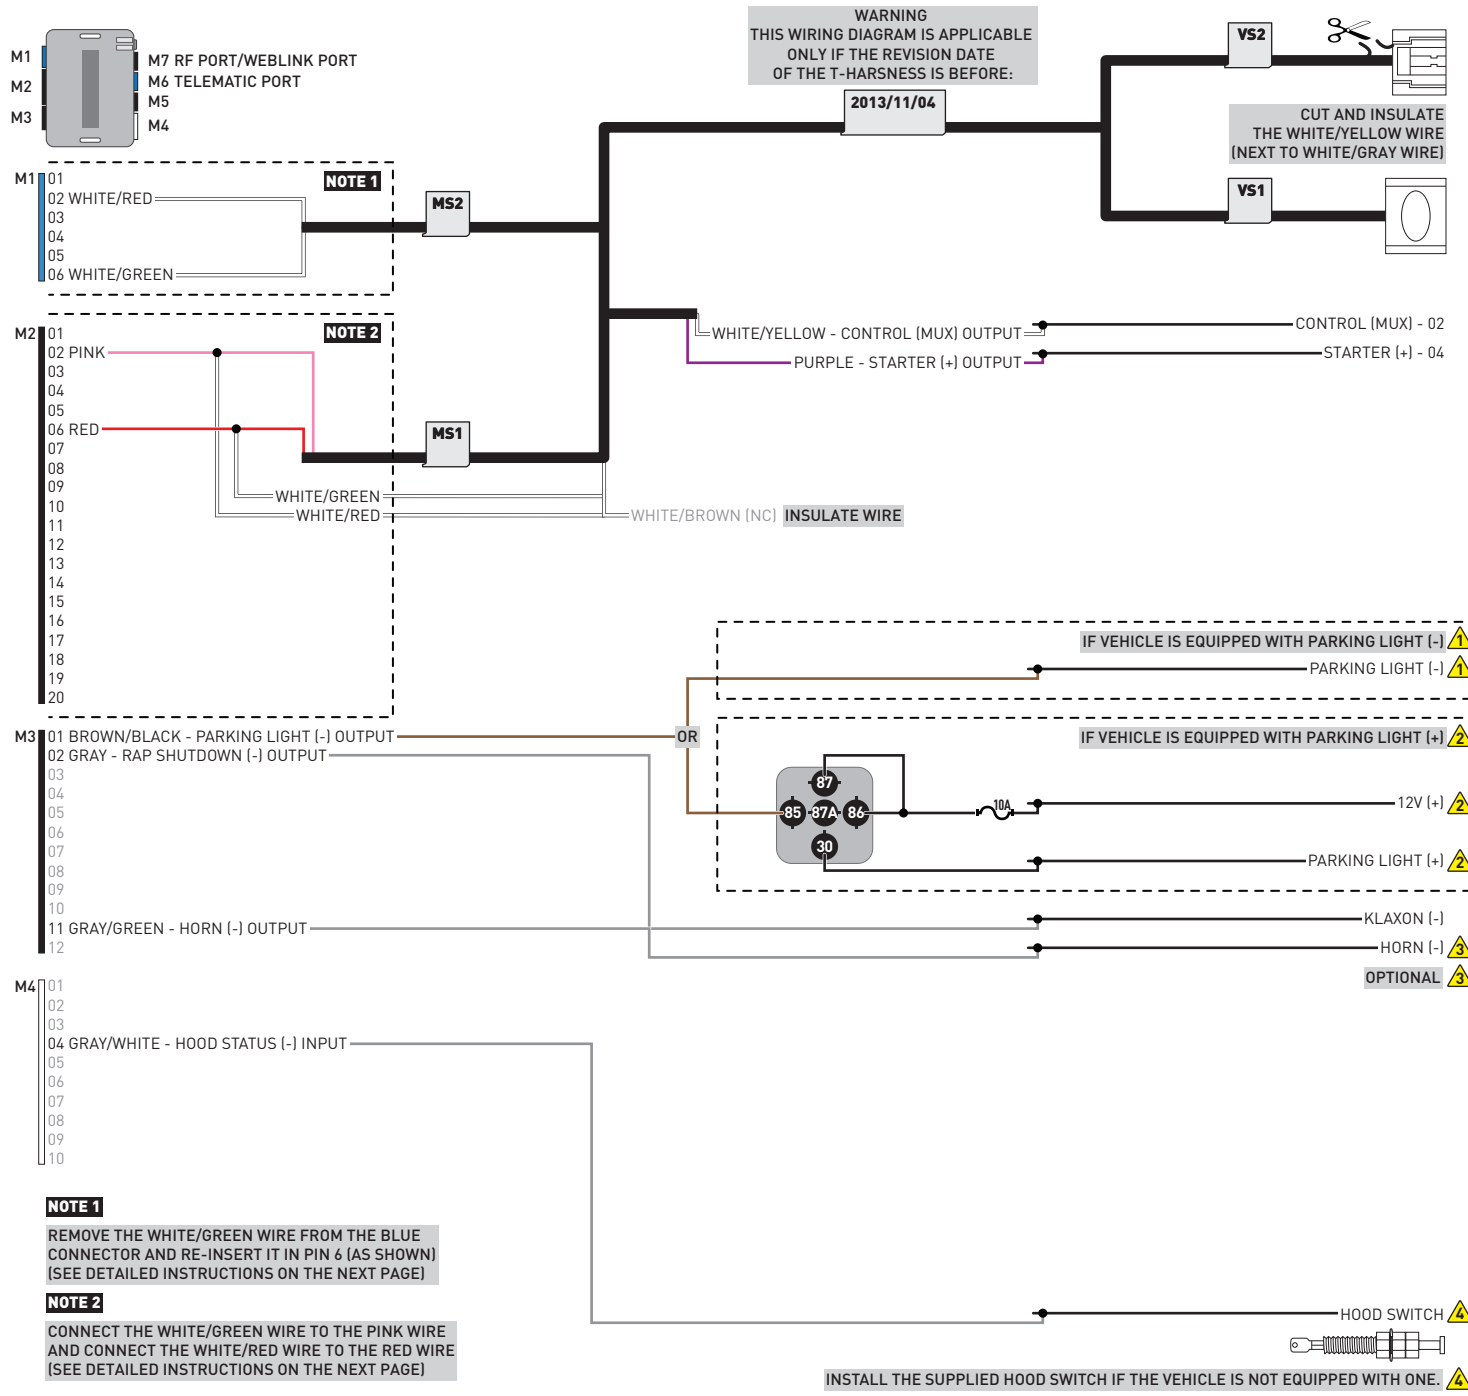 M1
M2
M3
M7 RF PORT/WEBLINK PORT
M6 TELEMATIC PORT
M5
M4
WARNING
THIS WIRING DIAGRAM IS APPLICABLE
ONLY IF THE REVISION DATE
OF THE T-HARSNESS IS BEFORE:
2013/11/04
VS2
CUT AND INSULATE
THE WHITE/YELLOW WIRE
(NEXT TO WHITE/GRAY WIRE)
VS1
M1
01
02 WHITE/RED
03
04
05
06 WHITE/GREEN
NOTE 1
MS2
M2
01
02 PINK
03
04
05
06 RED
07
08
09
10
11
12
13
14
15
16
17
18
19
20
NOTE 2
MS1
WHITE/GREEN
WHITE/RED
WHITE/BROWN (NC) INSULATE WIRE
WHITE/YELLOW - CONTROL (MUX) OUTPUT
CONTROL (MUX) - 02
PURPLE - STARTER (+) OUTPUT
STARTER (+) - 04
IF VEHICLE IS EQUIPPED WITH PARKING LIGHT (-) 1
PARKING LIGHT (-) 1
M3
01 BROWN/BLACK - PARKING LIGHT (-) OUTPUT
02 GRAY - RAP SHUTDOWN (-) OUTPUT
03
04
05
06
07
08
09
10
11 GRAY/GREEN - HORN (-) OUTPUT
12
OR
IF VEHICLE IS EQUIPPED WITH PARKING LIGHT (+) 2
87
85 87A 86
30
10A
12V (+) 2
PARKING LIGHT (+) 2
KLAXON (-)
HORN (-) 3
OPTIONAL 3
M4
01
02
03
04 GRAY/WHITE - HOOD STATUS (-) INPUT
05
06
07
08
09
10
NOTE 1
REMOVE THE WHITE/GREEN WIRE FROM THE BLUE
CONNECTOR AND RE-INSERT IT IN PIN 6 (AS SHOWN)
(SEE DETAILED INSTRUCTIONS ON THE NEXT PAGE)
NOTE 2
CONNECT THE WHITE/GREEN WIRE TO THE PINK WIRE
AND CONNECT THE WHITE/RED WIRE TO THE RED WIRE
(SEE DETAILED INSTRUCTIONS ON THE NEXT PAGE)
HOOD SWITCH 4
INSTALL THE SUPPLIED HOOD SWITCH IF THE VEHICLE IS NOT EQUIPPED WITH ONE. 4